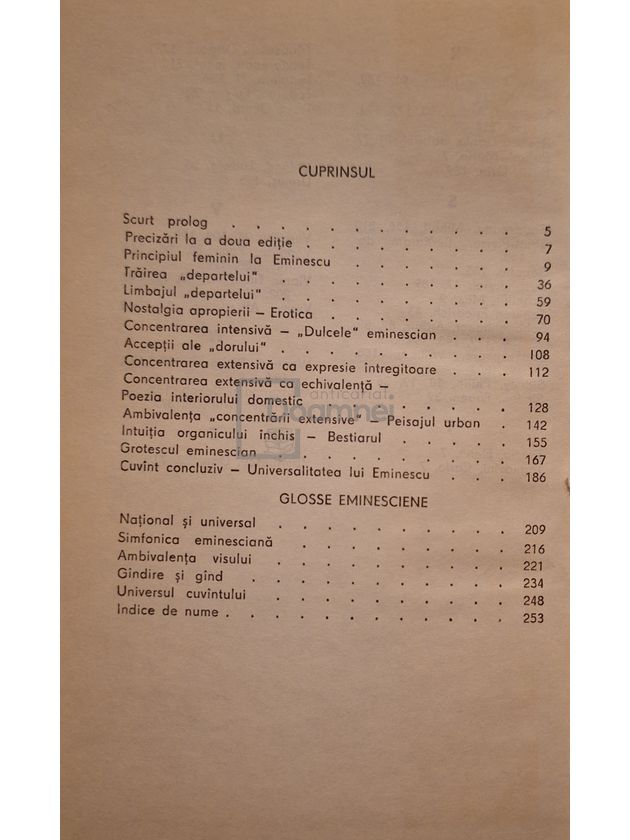 CUPRINSUL
Scurt prolog . . . . . . . . . . . . 5
Precizări la a doua ediție . . . . . . . . . 7
Principiul feminin la Eminescu . . . . . . . 9
Trăirea „departelui" . . . . . . . . . . 36
Limbajul „departelui" . . . . . . . . . . 59
Nostalgia apropierii – Erotica . . . . . . . 70
Concentrarea intensivă – „Dulcele" eminescian . . . 94
Accepții ale „dorului" . . . . . . . . . . 108
Concentrarea extensivă ca expresie întregitoare . . . 112
Concentrarea extensivă ca echivalență –
Poezia interiorului domestic . . . . . . . . 128
Ambivalența „concentrării extensive" – Peisajul urban . 142
Intuiția organicului închis – Bestiarul . . . . . 155
Grotescul eminescian . . . . . . . . . . 167
Cuvînt concluziv – Universalitatea lui Eminescu . . . 186
anticariat
Doamnei
GLOSSE EMINESCIENE
Național și universal . . . . . . . . . . 209
Simfonica eminesciană . . . . . . . . . 216
Ambivalența visului . . . . . . . . . . 221
Gîndire și gînd . . . . . . . . . . . 234
Universul cuvîntului . . . . . . . . . . 248
Indice de nume . . . . . . . . . . . . 253